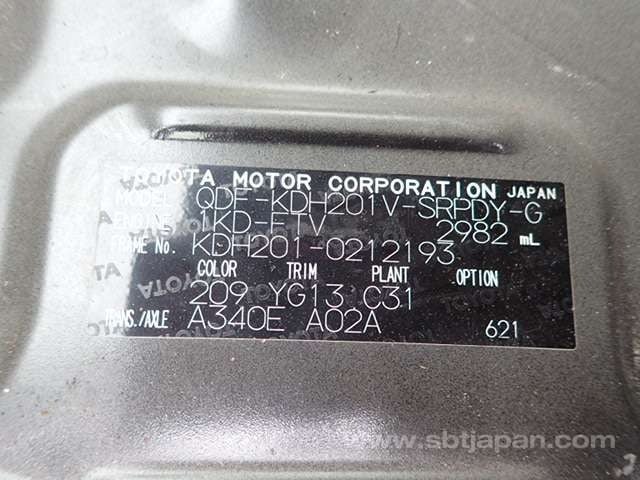 TOYOTA MOTOR CORPORATION JAPAN
MODEL QDF-KDH201V-SRPDY-G
ENGINE 1KD-FTV 2982 mL
FRAME No. KDH201-0212193
COLOR TRIM PLANT OPTION
209 YG13 C31
TRANS./AXLE A340E A02A 621
www.sbtjapan.com